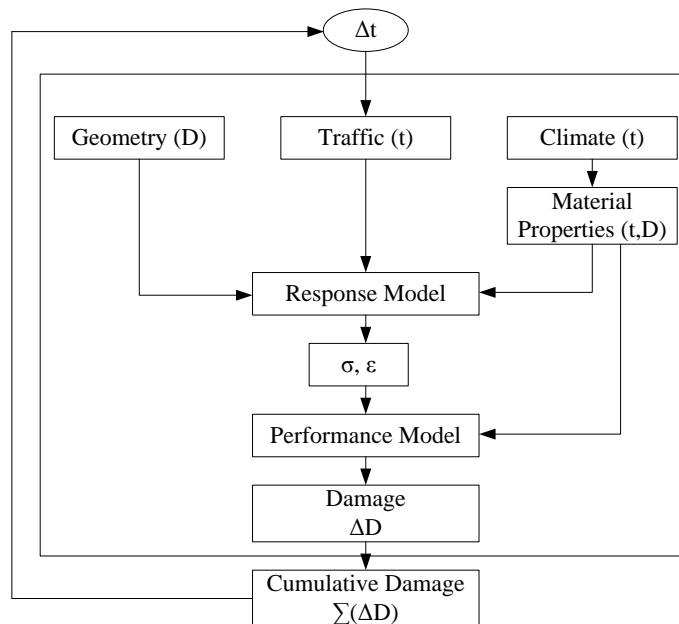 Δt
Geometry (D)
Traffic (t)
Climate (t)
Material
Properties (t,D)
Response Model
σ, ε
Performance Model
Damage
ΔD
Cumulative Damage
∑(ΔD)